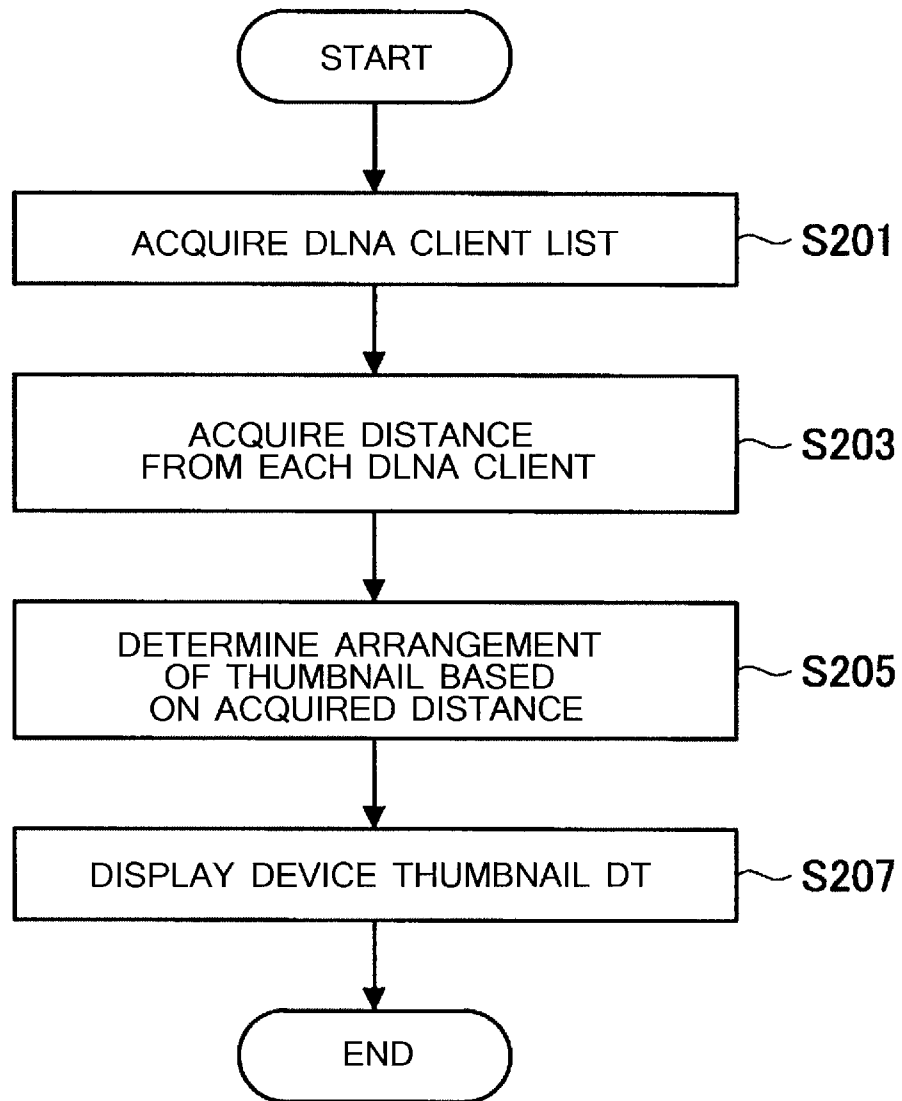 START
ACQUIRE DLNA CLIENT LIST
S201
ACQUIRE DISTANCE
FROM EACH DLNA CLIENT
S203
DETERMINE ARRANGEMENT
OF THUMBNAIL BASED
ON ACQUIRED DISTANCE
S205
DISPLAY DEVICE THUMBNAIL DT
S207
END